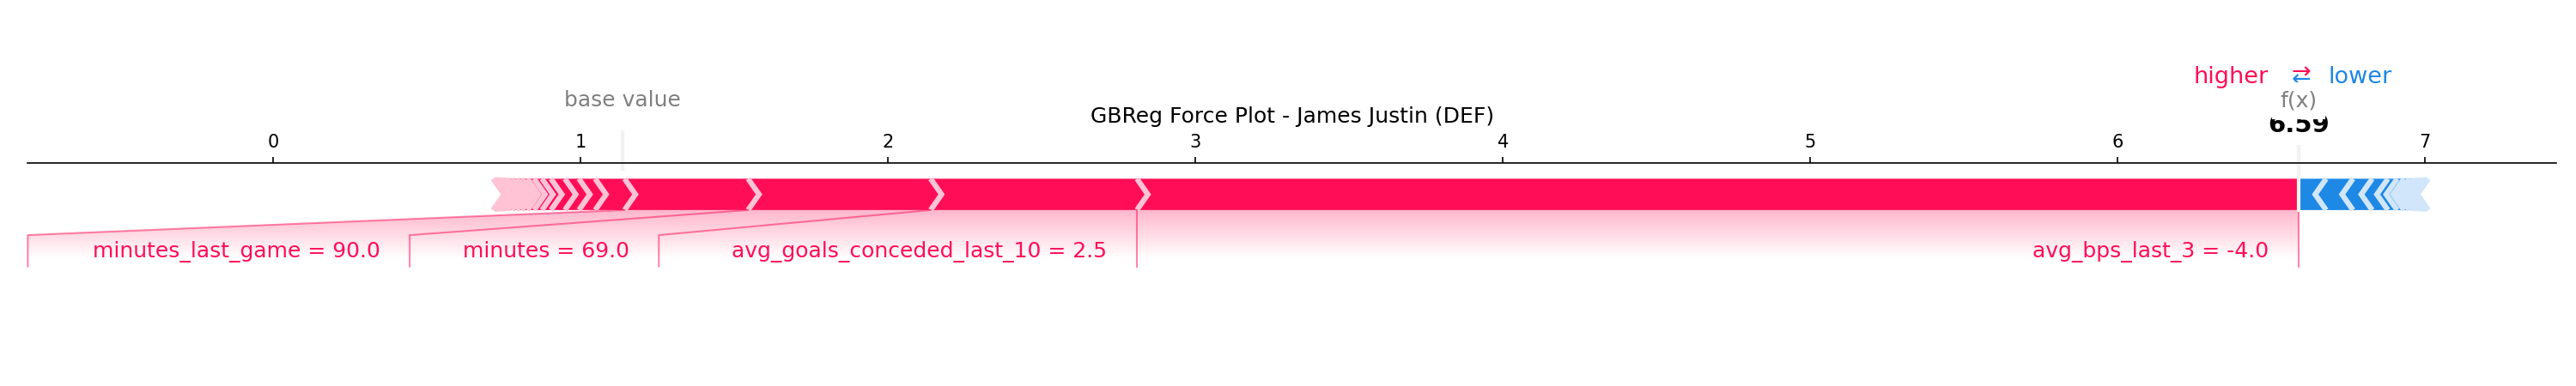 higher ⇄ lower
base value
f(x)
GBReg Force Plot - James Justin (DEF)
6.59
0 1 2 3 4 5 6 7
minutes_last_game = 90.0 minutes = 69.0 avg_goals_conceded_last_10 = 2.5 avg_bps_last_3 = -4.0